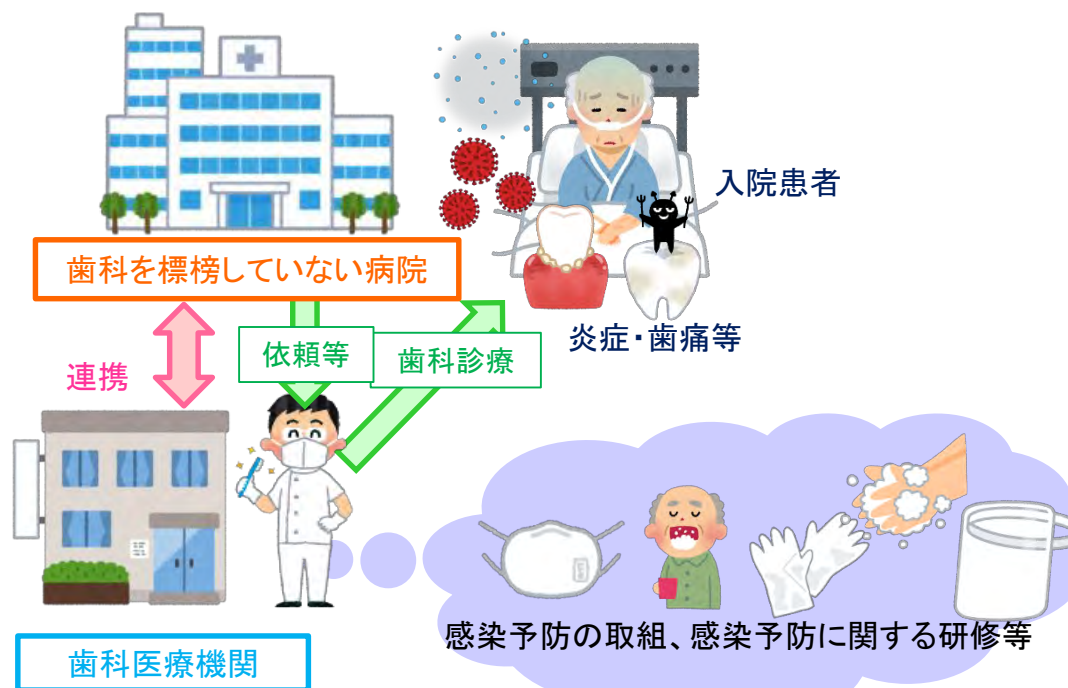 入院患者
歯科を標榜していない病院
炎症・歯痛等
依頼等
歯科診療
連携
感染予防の取組、感染予防に関する研修等
歯科医療機関